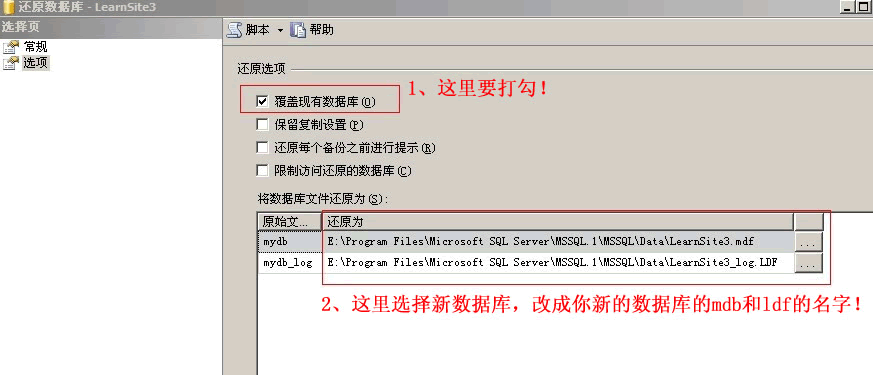 还原数据库 - LearnSite3
选择页
常规
选项
脚本 帮助
还原选项
1、这里要打勾!
覆盖现有数据库(O)
保留复制设置(P)
还原每个备份之前进行提示(R)
限制访问还原的数据库(C)
将数据库文件还原为(S):
原始文... 还原为
mydb E:\Program Files\Microsoft SQL Server\MSSQL.1\MSSQL\Data\LearnSite3.mdf ...
mydb_log E:\Program Files\Microsoft SQL Server\MSSQL.1\MSSQL\Data\LearnSite3_log.LDF ...
2、这里选择新数据库，改成你新的数据库的mdb和ldf的名字!